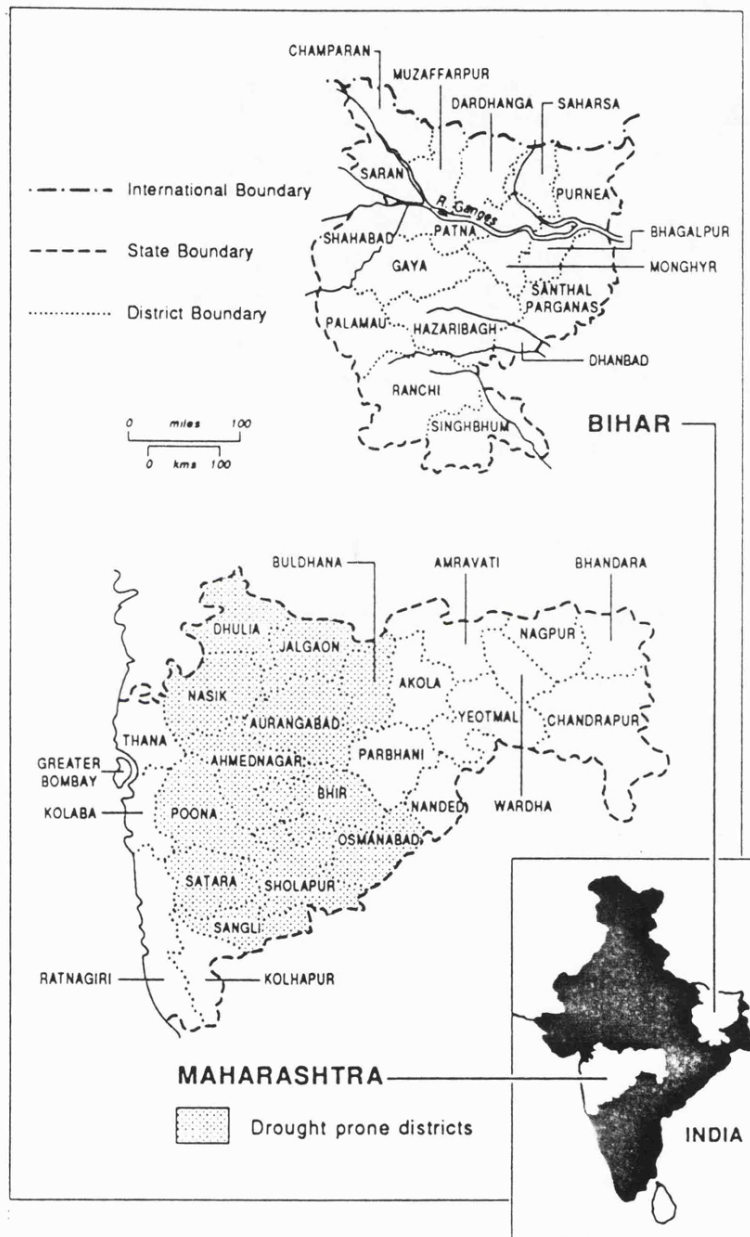 CHAMPARAN
MUZAFFARPUR
DARDHANGA
SAHARSA
SARAN
PURNEA
International Boundary
R. Ganges
PATNA
BHAGALPUR
SHAHABAD
State Boundary
GAYA
MONGHYR
SANTHAL
PARGANAS
District Boundary
PALAMAU
HAZARIBAGH
DHANBAD
RANCHI
0 miles 100
SINGHBHUM
BIHAR
0 kms 100
BULDHANA
AMRAVATI
BHANDARA
DHULIA
NAGPUR
JALGAON
NASIK
AKOLA
AURANGABAD
YEOTMAL
CHANDRAPUR
THANA
PARBHANI
GREATER
BOMBAY
AHMEDNAGAR
BHIR
NANDED
WARDHA
KOLABA
POONA
OSMANABAD
SATARA
SHOLAPUR
SANGLI
RATNAGIRI
KOLHAPUR
MAHARASHTRA
Drought prone districts
INDIA